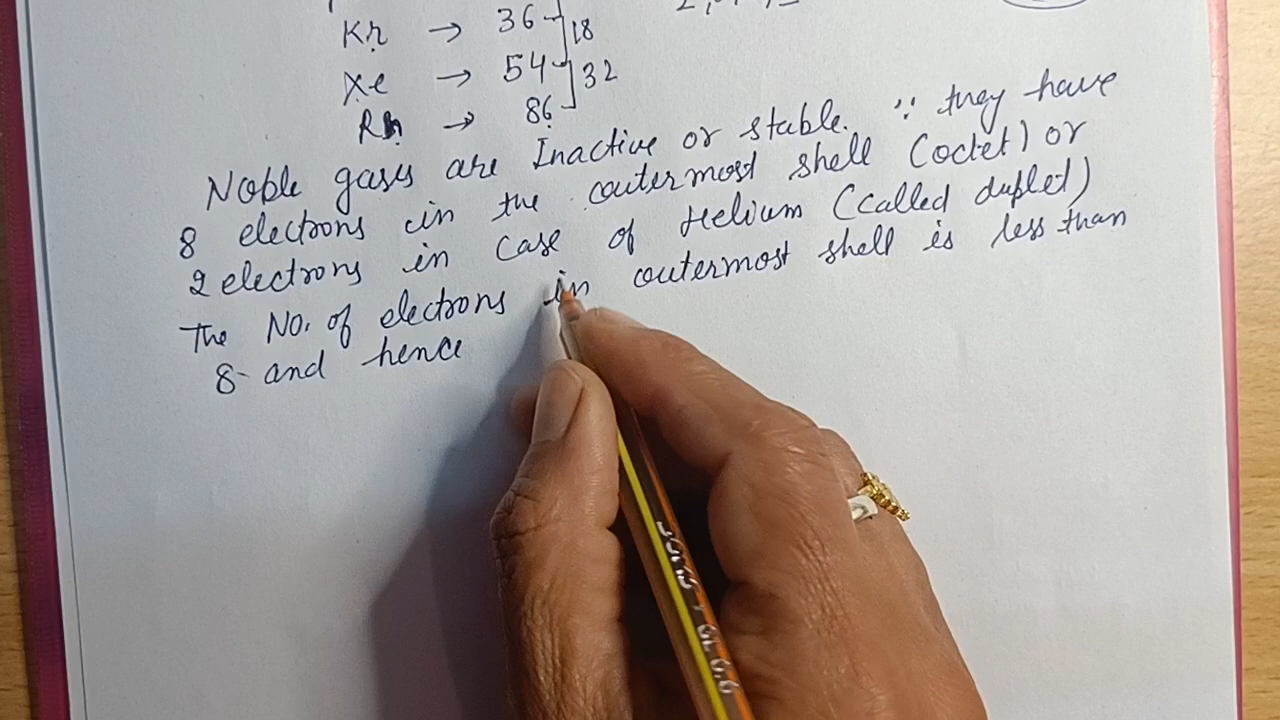 Kr → 36
18
Xe → 54
32
Rn → 86
Noble gases are Inactive or stable. ∵ they have
8 electrons in the outermost shell (octet) or
2 electrons in case of Helium (called duplet)
The No. of electrons in outermost shell is less than
8 and hence